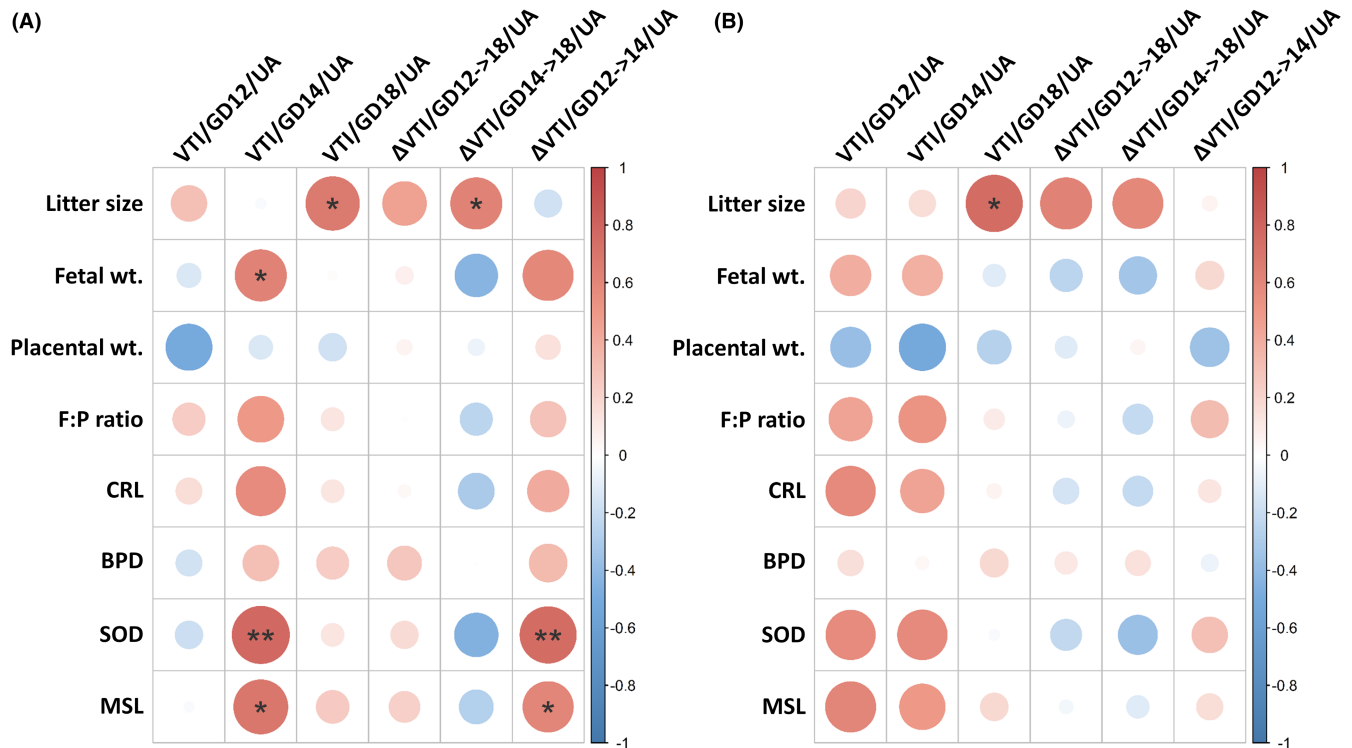 (A)
VTI/GD12/UA
VTI/GD14/UA
VTI/GD18/UA
ΔVTI/GD12->18/UA
ΔVTI/GD14->18/UA
ΔVTI/GD12->14/UA
Litter size
*
*
Fetal wt.
*
Placental wt.
F:P ratio
CRL
BPD
SOD
**
**
MSL
*
*
1
0.8
0.6
0.4
0.2
0
-0.2
-0.4
-0.6
-0.8
-1
(B)
VTI/GD12/UA
VTI/GD14/UA
VTI/GD18/UA
ΔVTI/GD12->18/UA
ΔVTI/GD14->18/UA
ΔVTI/GD12->14/UA
Litter size
*
Fetal wt.
Placental wt.
F:P ratio
CRL
BPD
SOD
MSL
1
0.8
0.6
0.4
0.2
0
-0.2
-0.4
-0.6
-0.8
-1